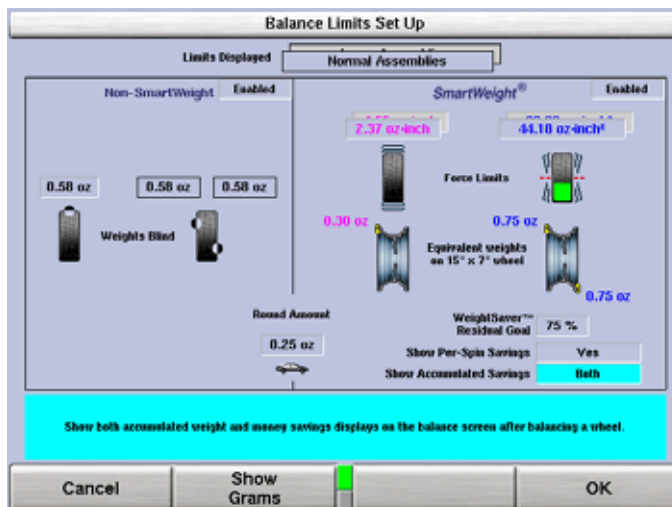 Balance Limits Set Up
Limits Displayed
Normal Assemblies
Non-SmartWeight
Enabled
0.58 oz
0.58 oz
0.58 oz
Weights Blind
Round Amount
0.25 oz
SmartWeight®
Enabled
2.37 oz-inch
44.18 oz-inch²
Force Limits
0.30 oz
0.75 oz
Equivalent weights
on 15" x 7" wheel
0.75 oz
WeightSaver™
Residual Goal
75 %
Show Per-Spin Savings
Yes
Show Accumulated Savings
Both
Show both accumulated weight and money savings displays on the balance screen after balancing a wheel.
Cancel
Show
Grams
OK